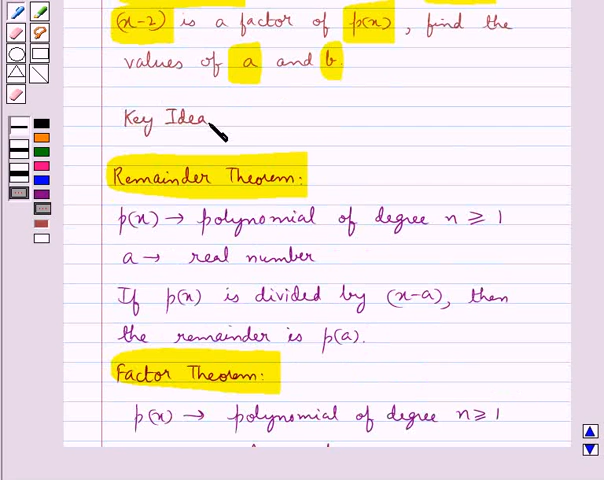 (x-2) is a factor of p(x), find the
values of a and b.
Key Idea
Remainder Theorem:
p(x) → polynomial of degree n ≥ 1
a → real number
If p(x) is divided by (x-a), then
the remainder is p(a).
Factor Theorem:
p(x) → polynomial of degree n ≥ 1